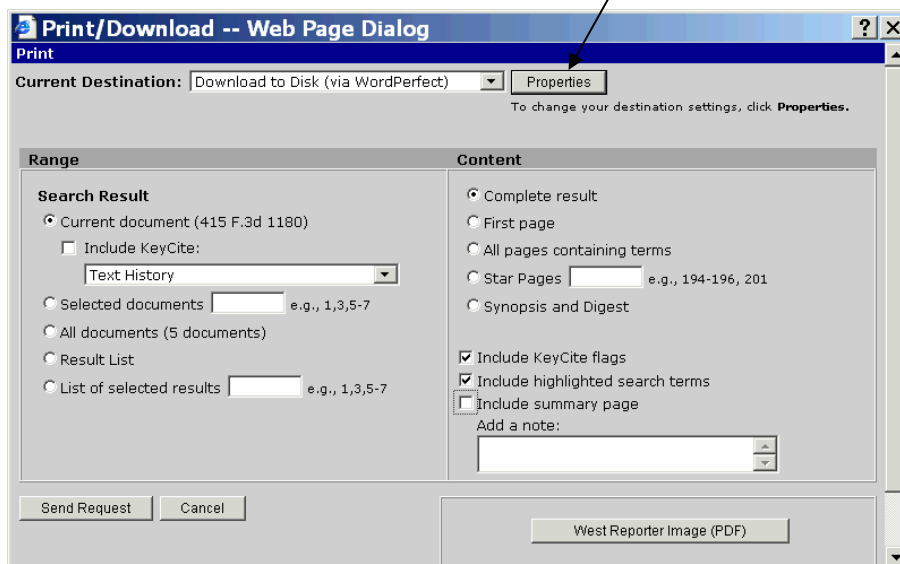 Print/Download -- Web Page Dialog
Print
Current Destination: Download to Disk (via WordPerfect) Properties
To change your destination settings, click Properties.
Range
Content
Search Result
Current document (415 F.3d 1180)
Include KeyCite:
Text History
Selected documents e.g., 1,3,5-7
All documents (5 documents)
Result List
List of selected results e.g., 1,3,5-7
Complete result
First page
All pages containing terms
Star Pages e.g., 194-196, 201
Synopsis and Digest
Include KeyCite flags
Include highlighted search terms
Include summary page
Add a note:
Send Request Cancel
West Reporter Image (PDF)